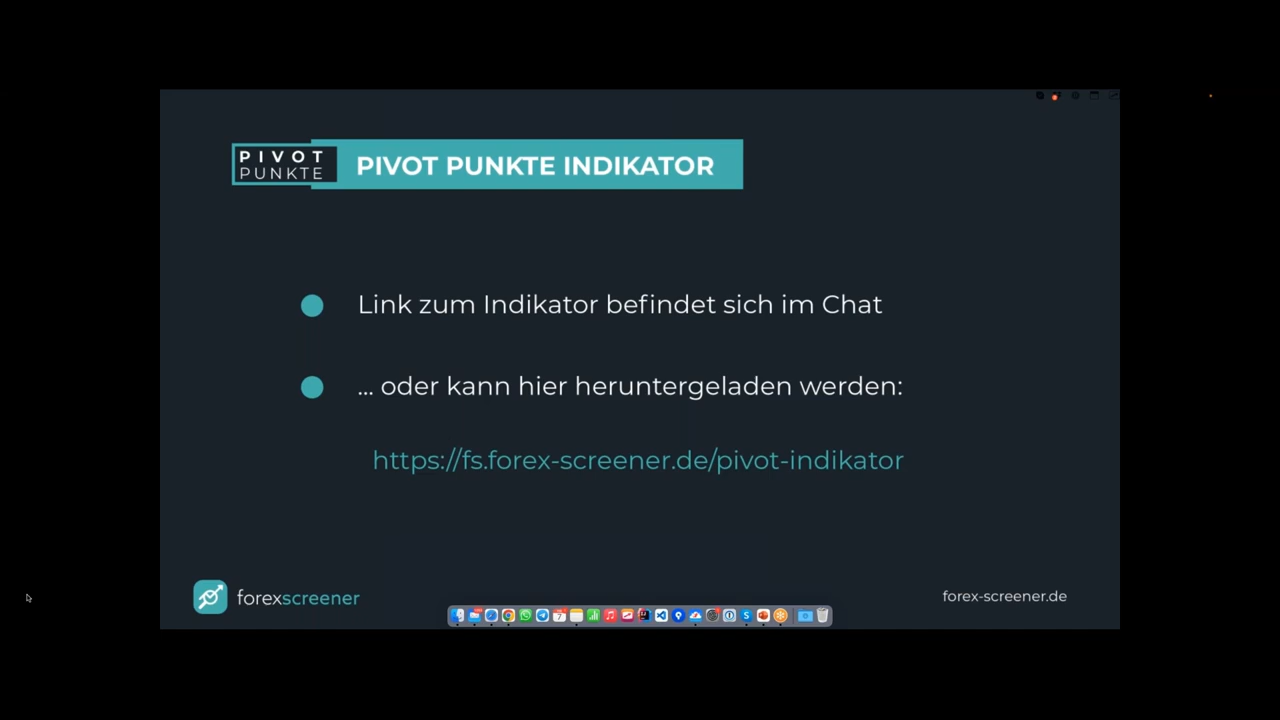 PIVOT
PUNKTE
PIVOT PUNKTE INDIKATOR
Link zum Indikator befindet sich im Chat
... oder kann hier heruntergeladen werden:
https://fs.forex-screener.de/pivot-indikator
forexscreener
forex-screener.de